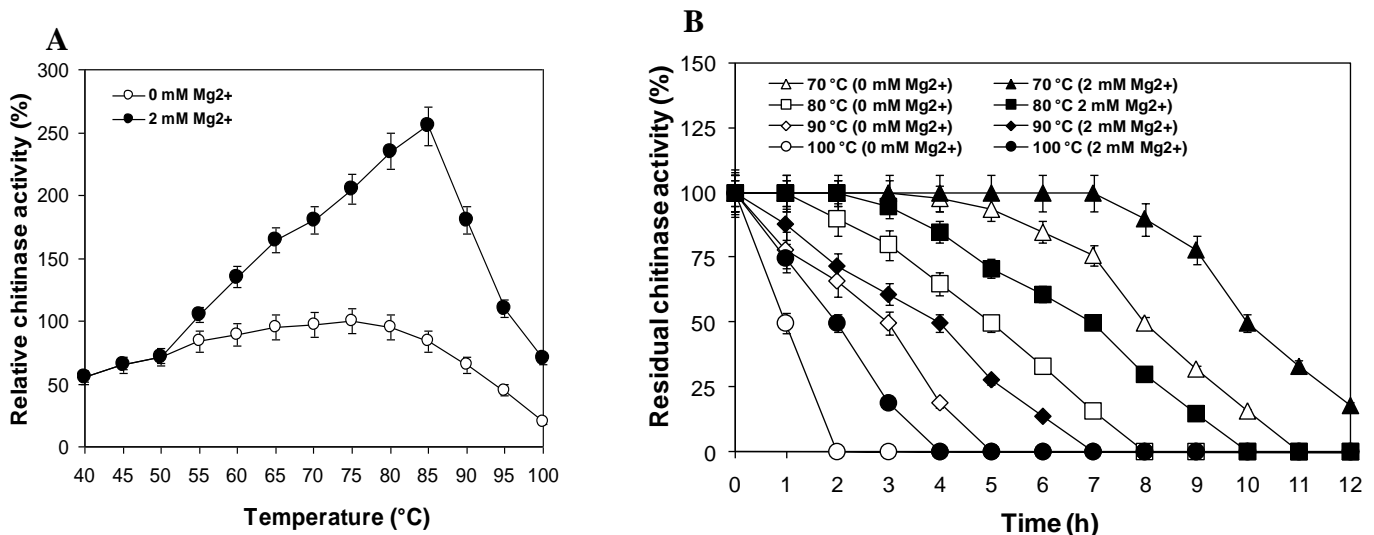 A
Relative chitinase activity (%)
300
250
200
150
100
50
0
0 mM Mg2+
2 mM Mg2+
40 45 50 55 60 65 70 75 80 85 90 95 100
Temperature (°C)
B
Residual chitinase activity (%)
150
125
100
75
50
25
0
70 °C (0 mM Mg2+) 70 °C (2 mM Mg2+)
80 °C (0 mM Mg2+) 80 °C 2 mM Mg2+)
90 °C (0 mM Mg2+) 90 °C (2 mM Mg2+)
100 °C (0 mM Mg2+) 100 °C (2 mM Mg2+)
0 1 2 3 4 5 6 7 8 9 10 11 12
Time (h)